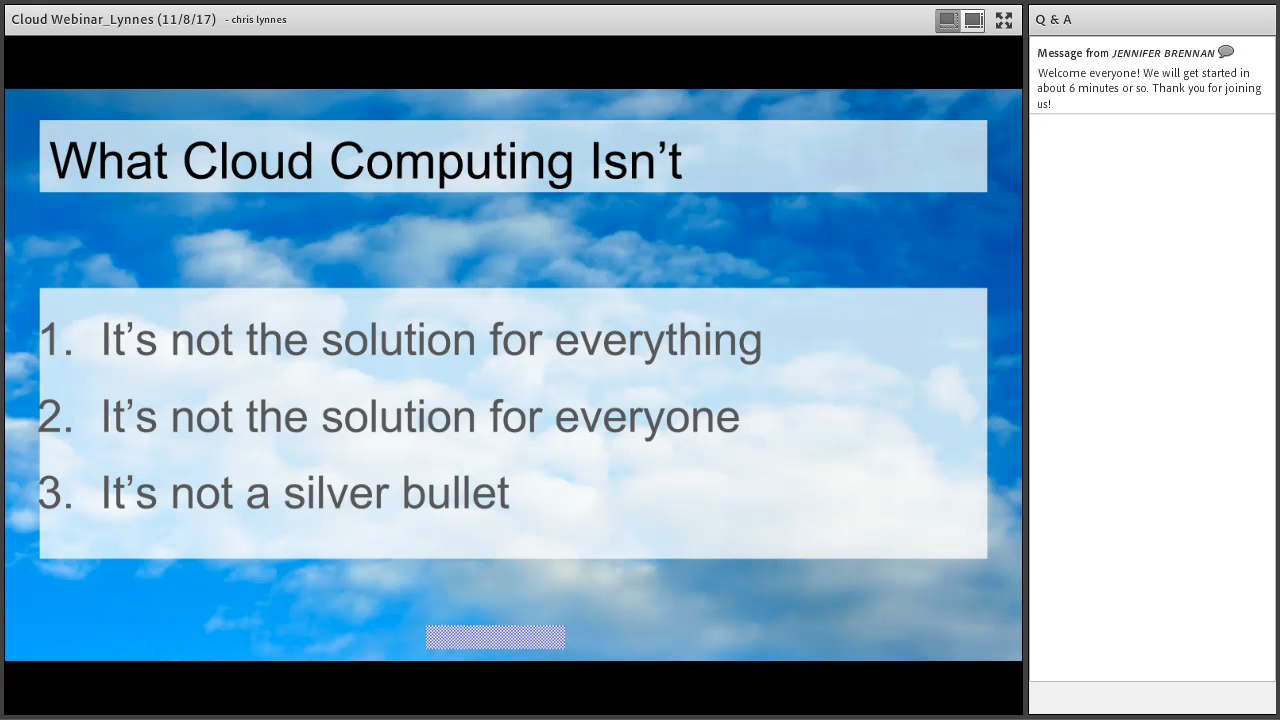 Cloud Webinar_Lynnes (11/8/17) - chris lynnes
What Cloud Computing Isn’t
1. It’s not the solution for everything
2. It’s not the solution for everyone
3. It’s not a silver bullet
Q & A
Message from JENNIFER BRENNAN
Welcome everyone! We will get started in
about 6 minutes or so. Thank you for joining
us!